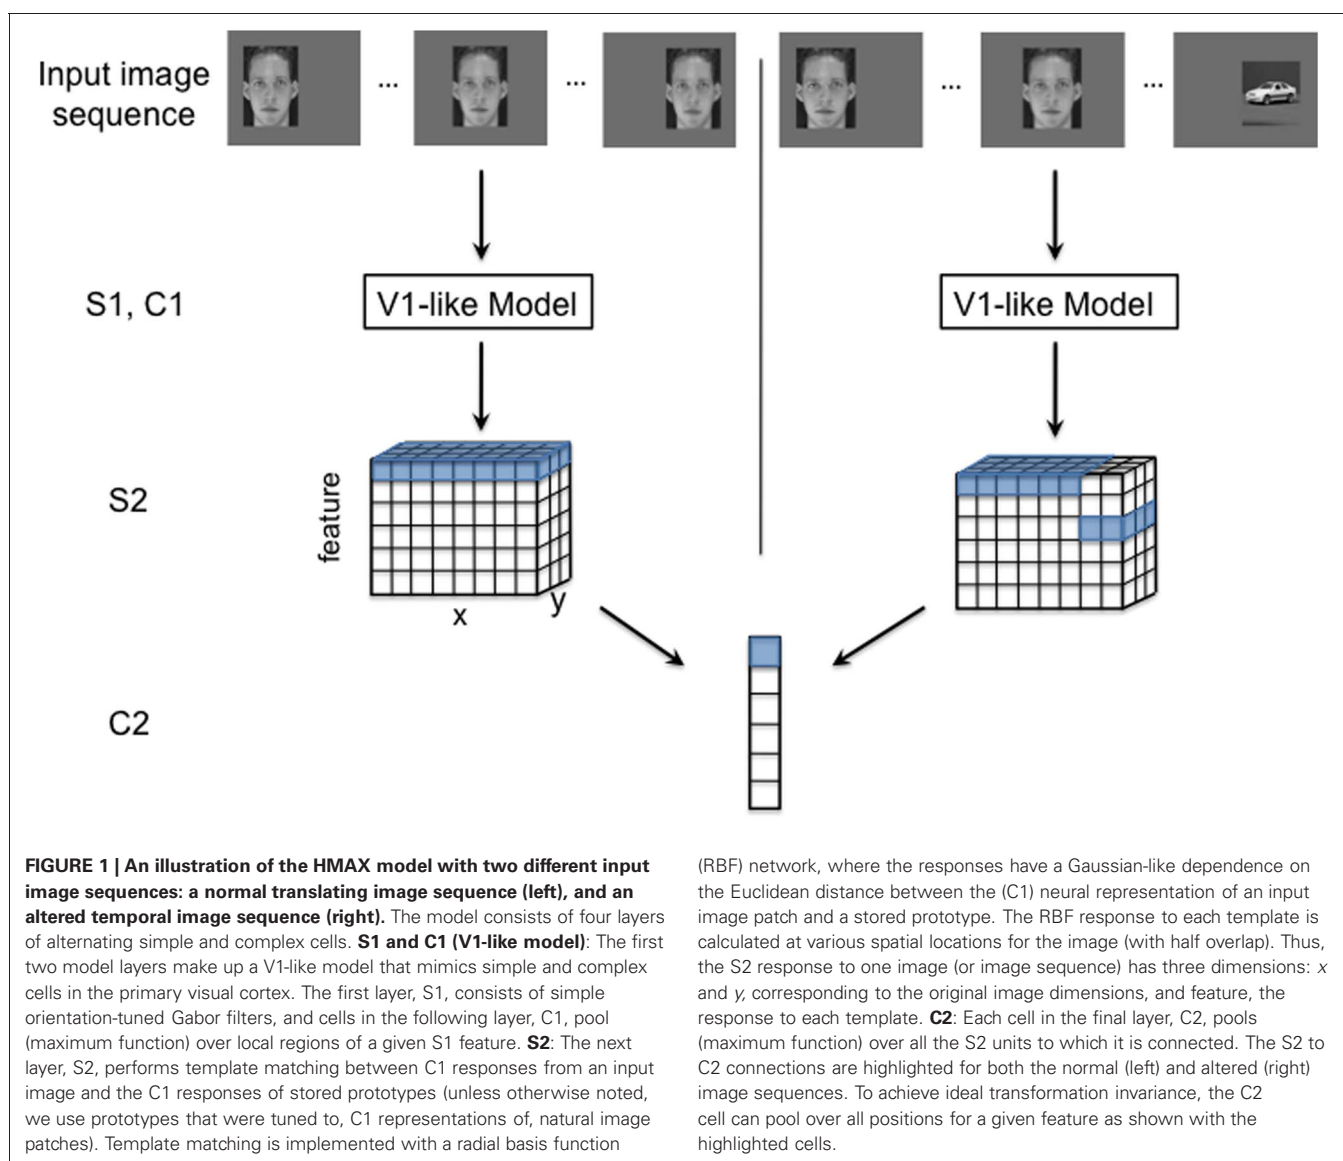 Input image
sequence
...
...
...
...
S1, C1
V1-like Model
V1-like Model
S2
feature
x
y
C2
FIGURE 1 | An illustration of the HMAX model with two different input
image sequences: a normal translating image sequence (left), and an
altered temporal image sequence (right). The model consists of four layers
of alternating simple and complex cells. S1 and C1 (V1-like model): The first
two model layers make up a V1-like model that mimics simple and complex
cells in the primary visual cortex. The first layer, S1, consists of simple
orientation-tuned Gabor filters, and cells in the following layer, C1, pool
(maximum function) over local regions of a given S1 feature. S2: The next
layer, S2, performs template matching between C1 responses from an input
image and the C1 responses of stored prototypes (unless otherwise noted,
we use prototypes that were tuned to, C1 representations of, natural image
patches). Template matching is implemented with a radial basis function
(RBF) network, where the responses have a Gaussian-like dependence on
the Euclidean distance between the (C1) neural representation of an input
image patch and a stored prototype. The RBF response to each template is
calculated at various spatial locations for the image (with half overlap). Thus,
the S2 response to one image (or image sequence) has three dimensions: x
and y, corresponding to the original image dimensions, and feature, the
response to each template. C2: Each cell in the final layer, C2, pools
(maximum function) over all the S2 units to which it is connected. The S2 to
C2 connections are highlighted for both the normal (left) and altered (right)
image sequences. To achieve ideal transformation invariance, the C2
cell can pool over all positions for a given feature as shown with the
highlighted cells.